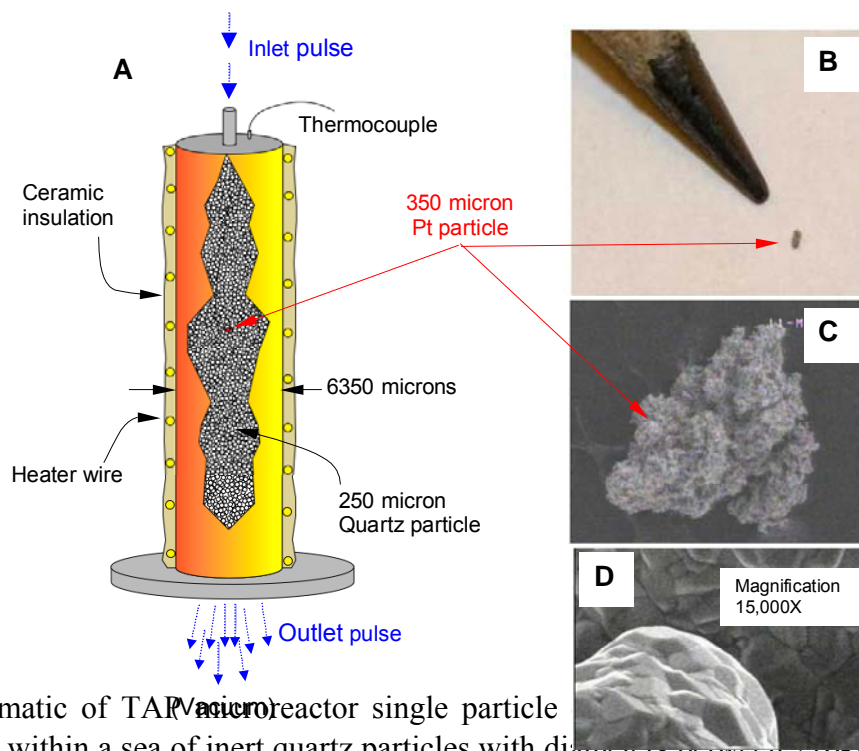 Inlet pulse
A
B
Thermocouple
Ceramic
insulation
350 micron
Pt particle
C
6350 microns
Heater wire
250 micron
Quartz particle
D
Magnification
15,000X
Outlet pulse
(Vacuum)
matic of TAP microreactor single particle
within a sea of inert quartz particles with